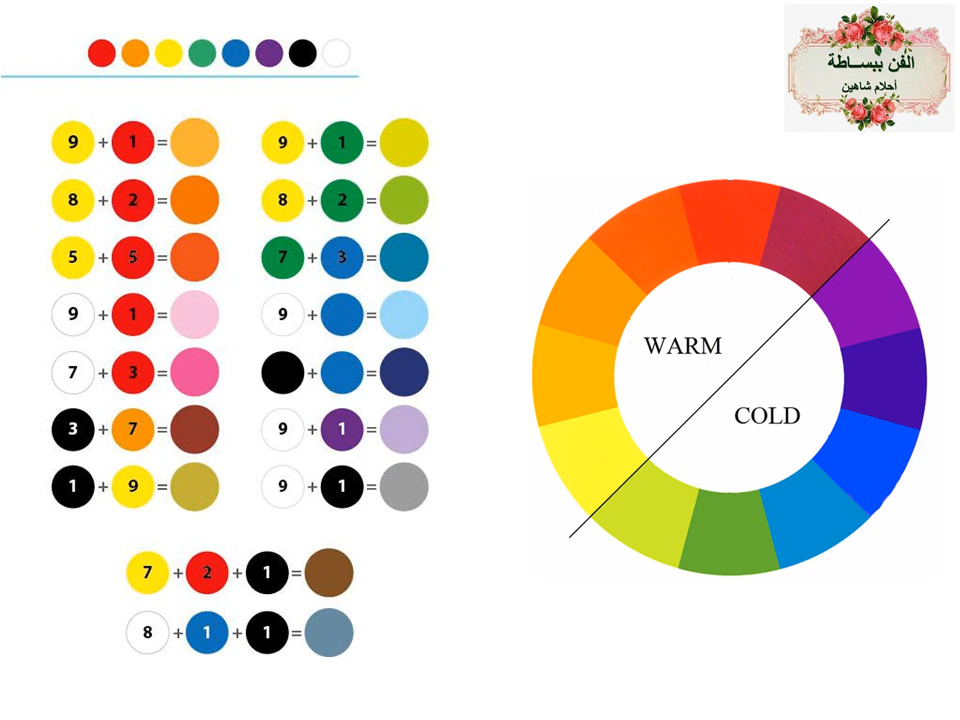 الفن ببســاطة
أحلام شاهين
9 + 1 =
9 + 1 =
8 + 2 =
8 + 2 =
5 + 5 =
7 + 3 =
9 + 1 =
9 + =
7 + 3 =
+ =
3 + 7 =
9 + 1 =
1 + 9 =
9 + 1 =
7 + 2 + 1 =
8 + 1 + 1 =
WARM
COLD